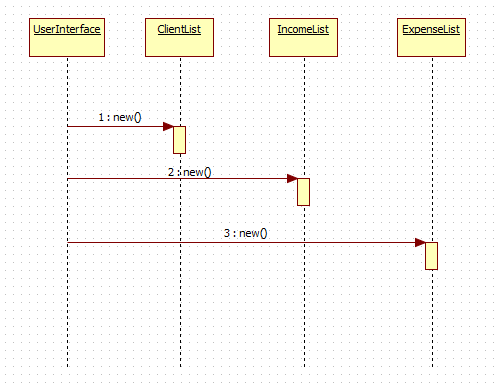 UserInterface
ClientList
IncomeList
ExpenseList
1 : new()
2 : new()
3 : new()